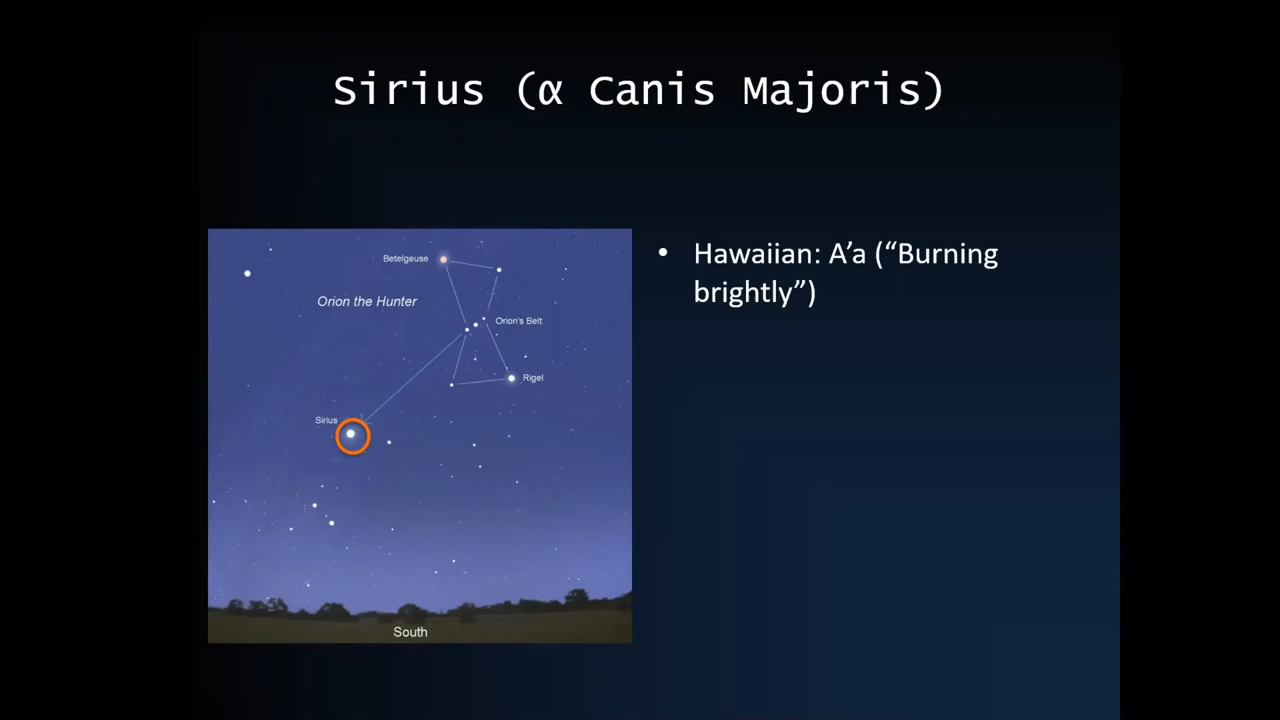 Sirius (α Canis Majoris)
Betelgeuse
Orion the Hunter
Orion's Belt
Rigel
Sirius
South
• Hawaiian: A’a (“Burning
brightly”)